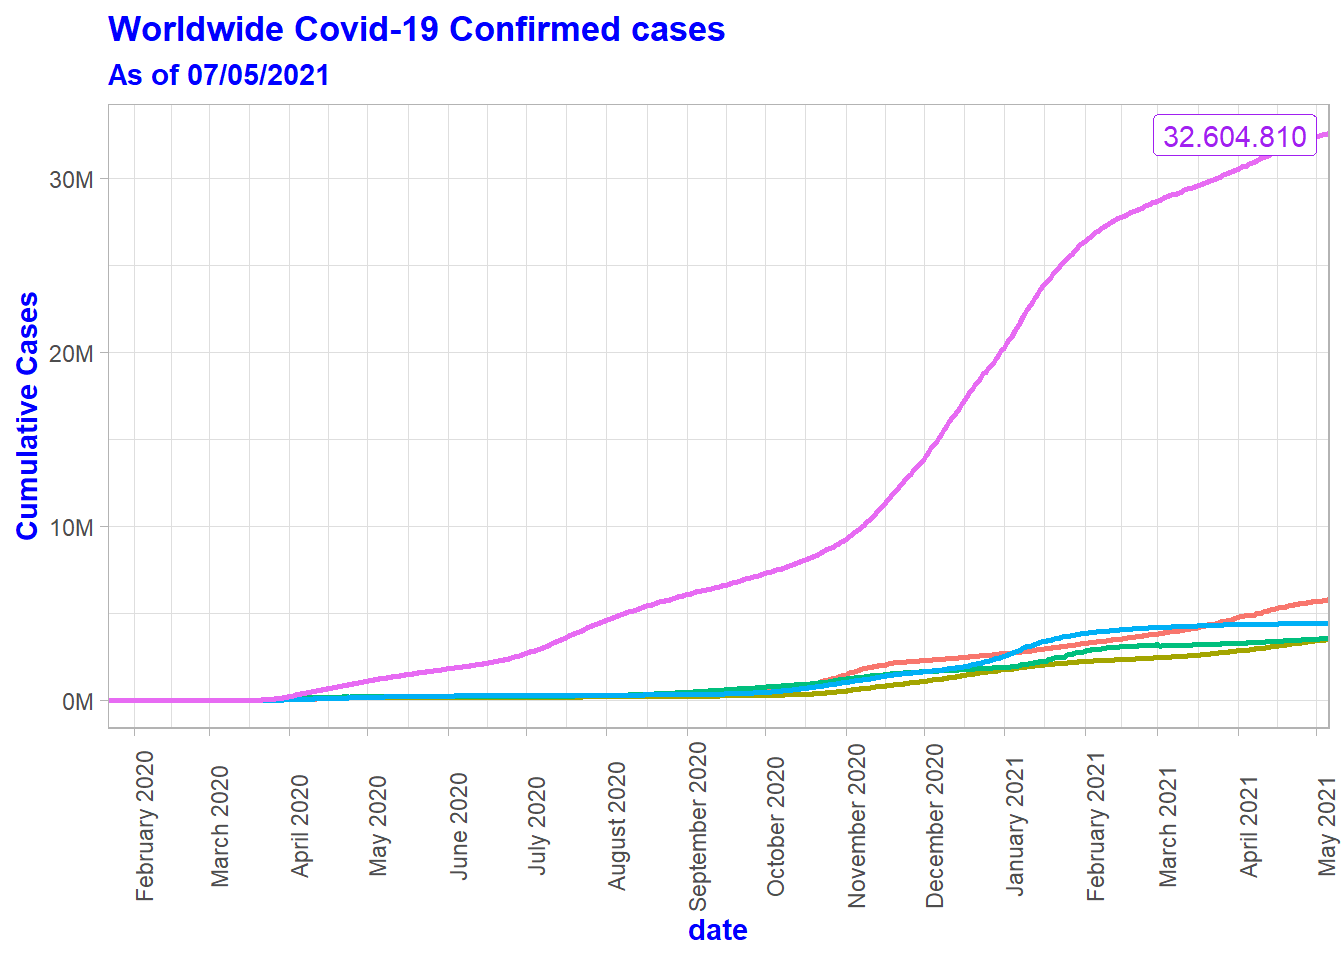 Worldwide Covid-19 Confirmed cases
As of 07/05/2021
32.604.810
30M
20M
10M
0M
Cumulative Cases
February 2020
March 2020
April 2020
May 2020
June 2020
July 2020
August 2020
September 2020
October 2020
November 2020
December 2020
January 2021
February 2021
March 2021
April 2021
May 2021
date